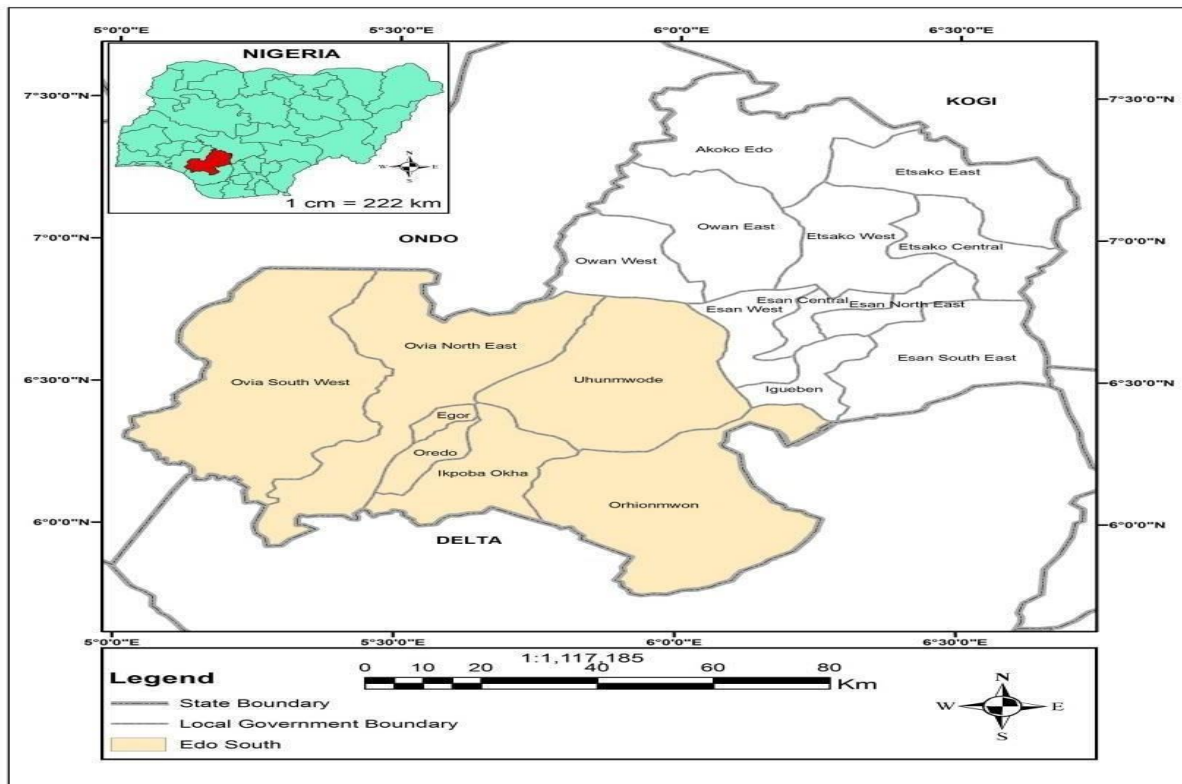 5°0'0"E 5°30'0"E 6°0'0"E 6°30'0"E
NIGERIA
N
W E
S
1 cm = 222 km
7°30'0"N 7°30'0"N
KOGI
Akoko Edo
Etsako East
Owan East
Etsako West
7°0'0"N 7°0'0"N
ONDO
Etsako Central
Owan West
Esan Central
Esan North East
Esan West
Ovia North East
Esan South East
Ovia South West
Uhunmwode
6°30'0"N 6°30'0"N
Igueben
Egor
Oredo
Ikpoba Okha
Orhionmwon
6°0'0"N 6°0'0"N
DELTA
5°0'0"E 5°30'0"E 6°0'0"E 6°30'0"E
1:1,117,185
0 10 20 40 60 80
Km
Legend
State Boundary
Local Government Boundary
Edo South
N
W E
S